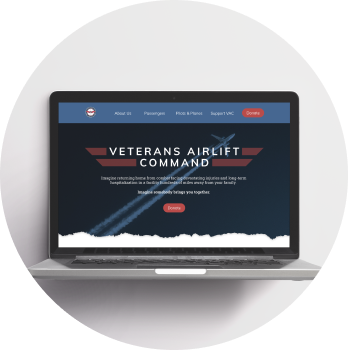 About Us Passengers Pilots & Planes Support VAC Donate
VETERANS AIRLIFT
COMMAND
Imagine returning home from combat facing devastating injuries and long-term
hospitalization in a facility hundreds of miles away from your family.
Imagine somebody brings you together.
Donate